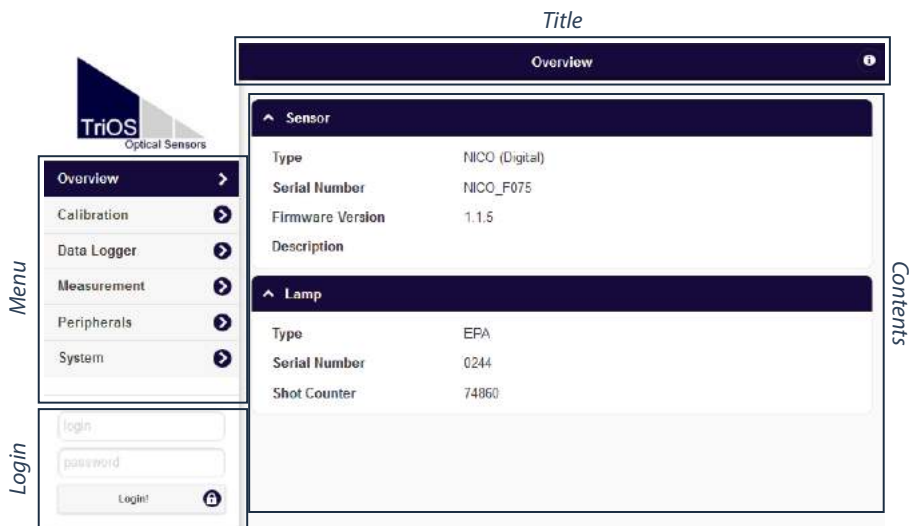 Title
Overview
TriOS
Optical Sensors
Menu
Overview
Calibration
Data Logger
Measurement
Peripherals
System
Login
login
password
Login!
Contents
Sensor
Type NICO (Digital)
Serial Number NICO_F075
Firmware Version 1.1.5
Description
Lamp
Type EPA
Serial Number 0244
Shot Counter 74860